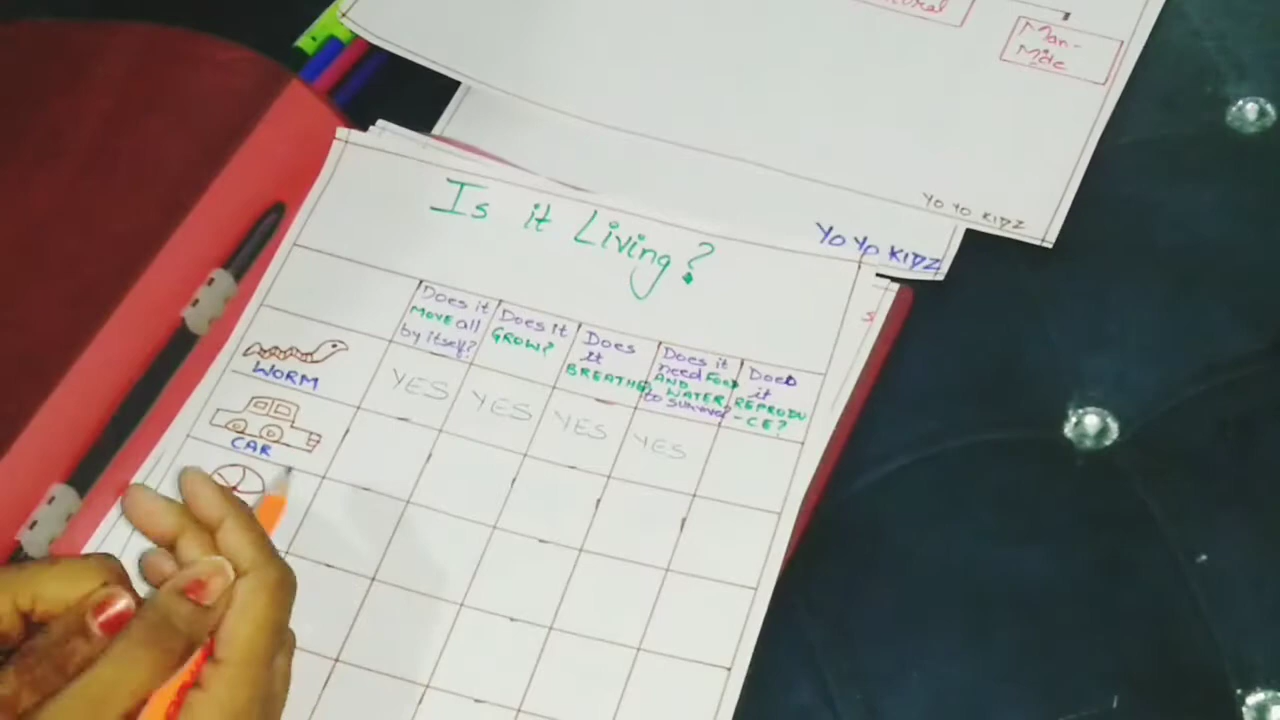 Man-
Made
YO YO KIDZ
YO YO KIDZ
Is it Living?
Does it
MOVE all
by itself?
Does It
GROW?
Does
It
BREATHE
Does it
need FOOD
AND
WATER
to Survive?
Does
it
REPRODU
-CE?
WORM
YES
YES
YES
YES
CAR